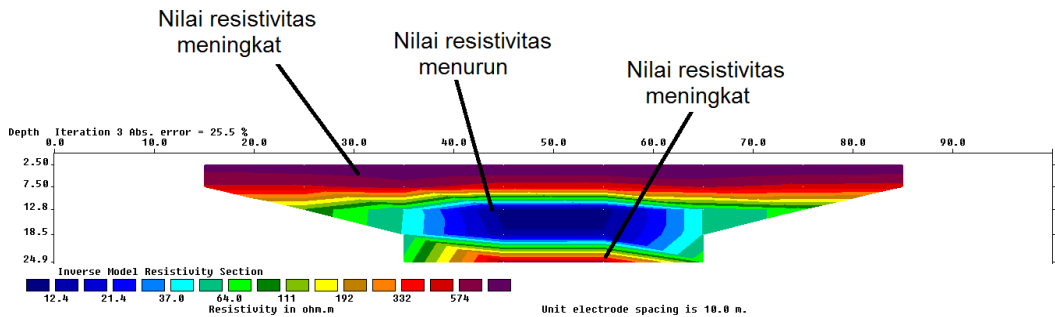 Nilai resistivitas
meningkat
Nilai resistivitas
menurun
Nilai resistivitas
meningkat
Depth Iteration 3 Abs. error = 25.5 %
0.0 10.0 20.0 30.0 40.0 50.0 60.0 70.0 80.0 90.0
2.50
7.50
12.8
18.5
24.9
Inverse Model Resistivity Section
12.4 21.4 37.0 64.0 111 192 332 574
Resistivity in ohm.m Unit electrode spacing is 10.0 m.